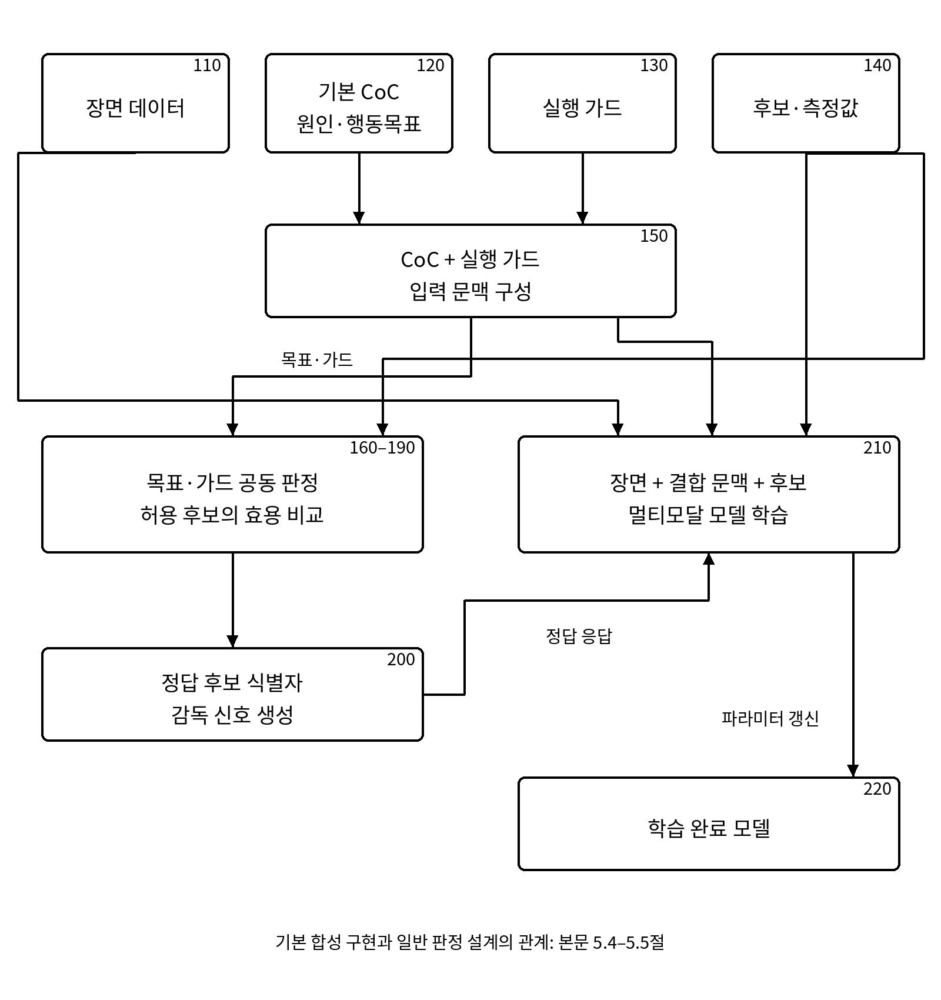 110
장면 데이터
120
기본 CoC
원인·행동목표
130
실행 가드
140
후보·측정값
150
CoC + 실행 가드
입력 문맥 구성
목표·가드
160–190
목표·가드 공동 판정
허용 후보의 효용 비교
210
장면 + 결합 문맥 + 후보
멀티모달 모델 학습
정답 응답
200
정답 후보 식별자
감독 신호 생성
파라미터 갱신
220
학습 완료 모델
기본 합성 구현과 일반 판정 설계의 관계: 본문 5.4–5.5절